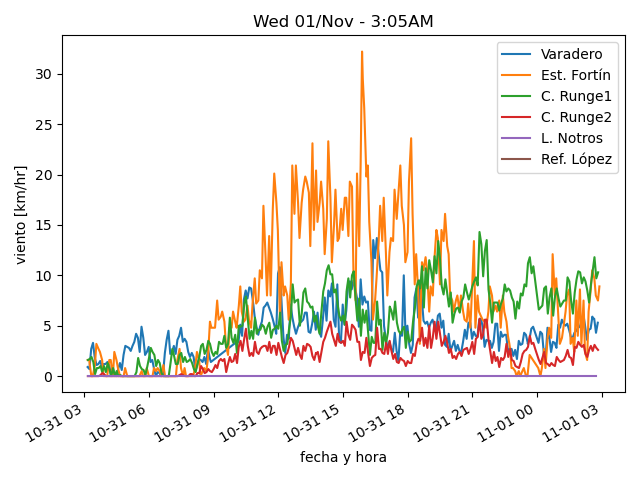 Wed 01/Nov - 3:05AM
Varadero
Est. Fortín
C. Runge1
C. Runge2
L. Notros
Ref. López
viento [km/hr]
30
25
20
15
10
5
0
10-31 03
10-31 06
10-31 09
10-31 12
10-31 15
10-31 18
10-31 21
11-01 00
11-01 03
fecha y hora